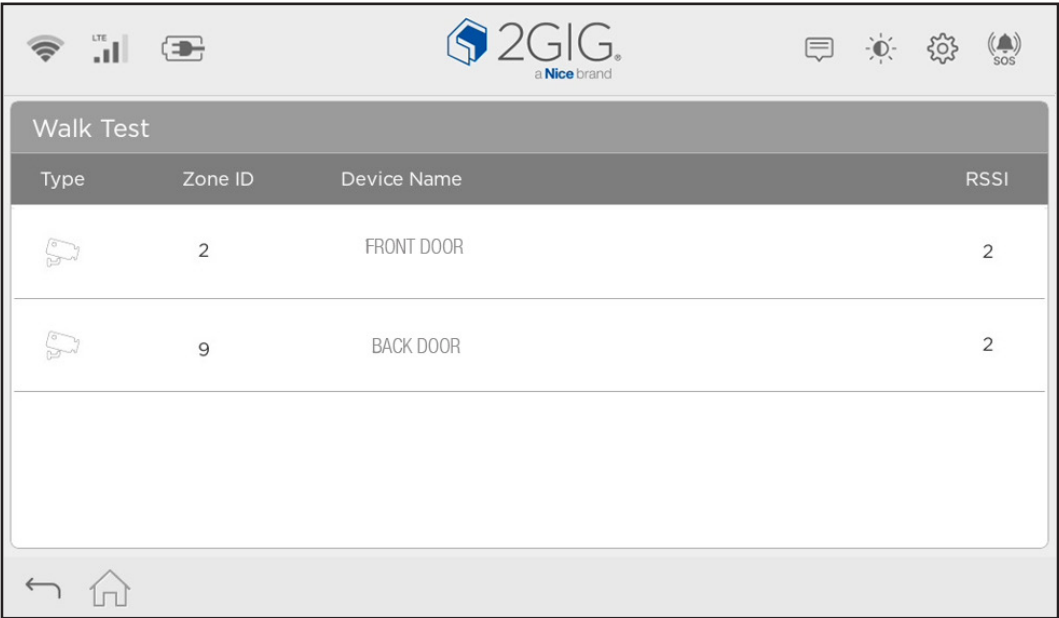 LTE
2GIG®
a Nice brand
SOS
Walk Test
Type Zone ID Device Name RSSI
2 FRONT DOOR 2
9 BACK DOOR 2